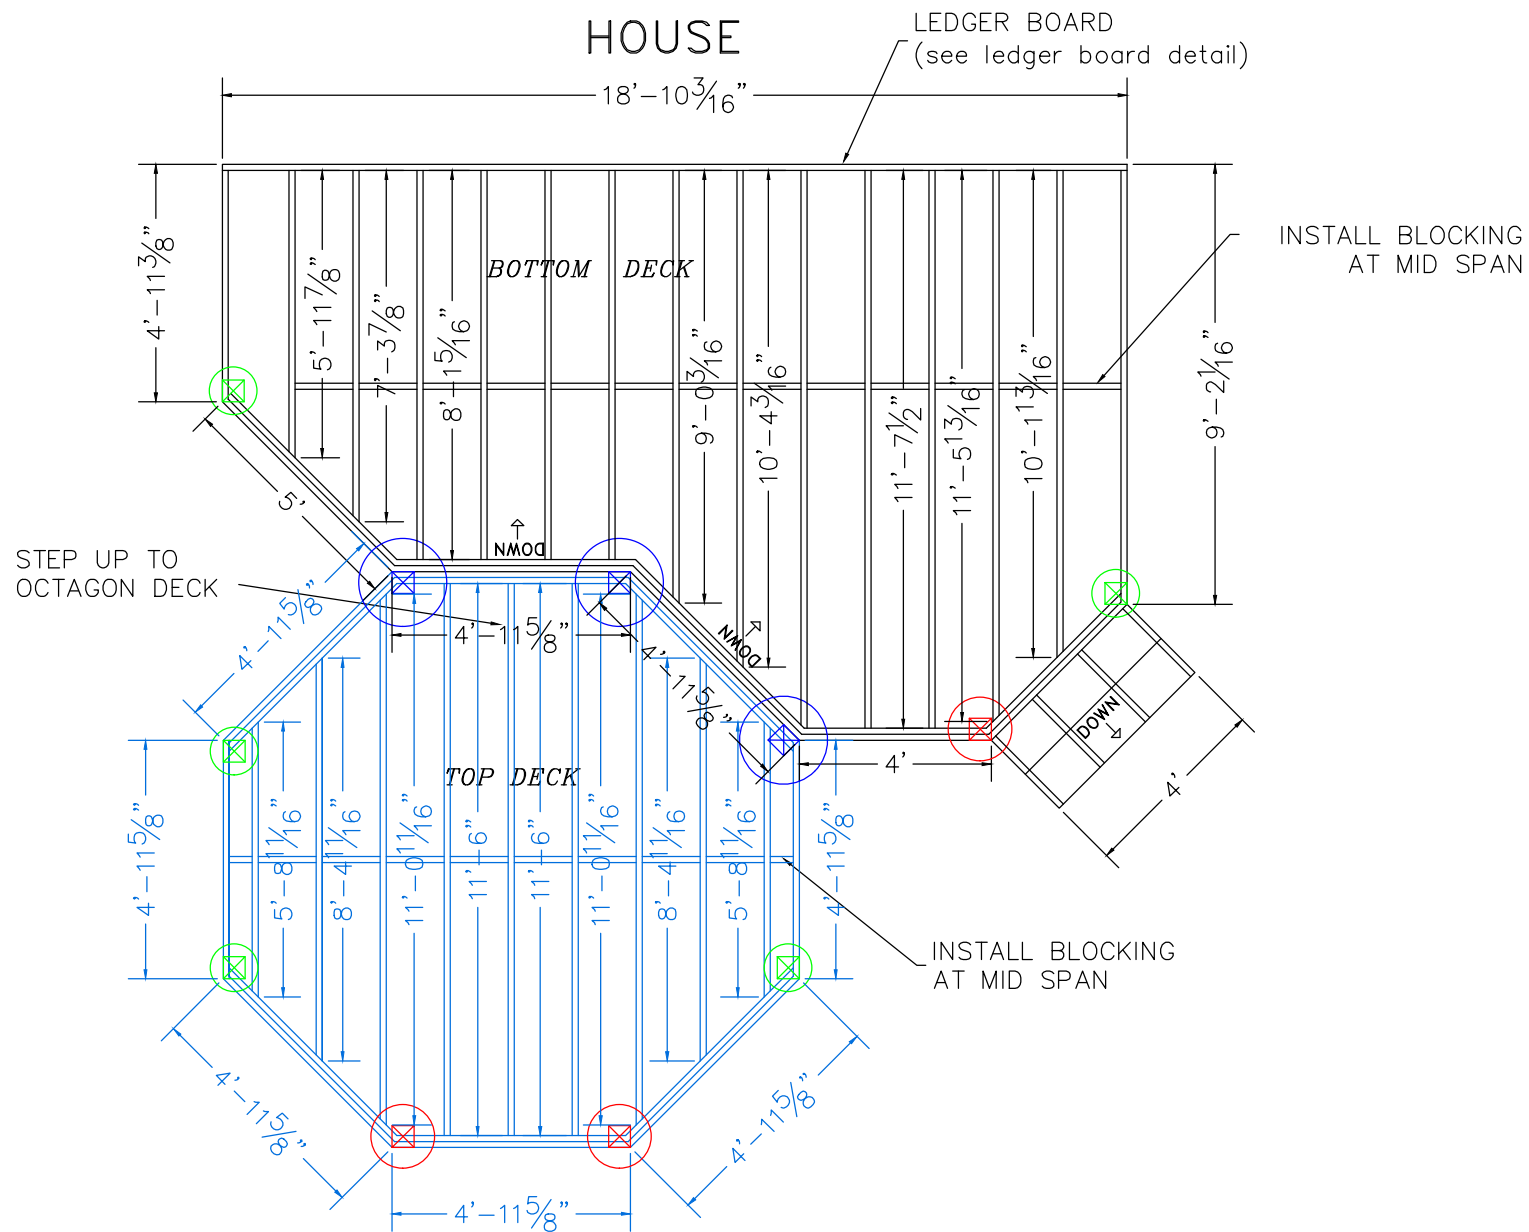 HOUSE
LEDGER BOARD
(see ledger board detail)
18'-10 3/16"
4'-11 3/8"
5'-11 7/8"
7'-3 7/8"
8'-1 5/16"
BOTTOM DECK
9'-0 3/16"
10'-4 3/16"
11'-7 1/2"
11'-5 13/16"
10'-1 13/16"
9'-2 1/16"
INSTALL BLOCKING
AT MID SPAN
5'
DOWN
STEP UP TO
OCTAGON DECK
4'-11 5/8"
4'-11 5/8"
4'-11 5/8"
DOWN
DOWN
4'
4'
TOP DECK
4'-11 5/8"
5'-8 11/16"
8'-4 11/16"
11'-0 11/16"
11'-6"
11'-6"
11'-0 11/16"
8'-4 11/16"
5'-8 11/16"
4'-11 5/8"
INSTALL BLOCKING
AT MID SPAN
4'-11 5/8"
4'-11 5/8"
4'-11 5/8"